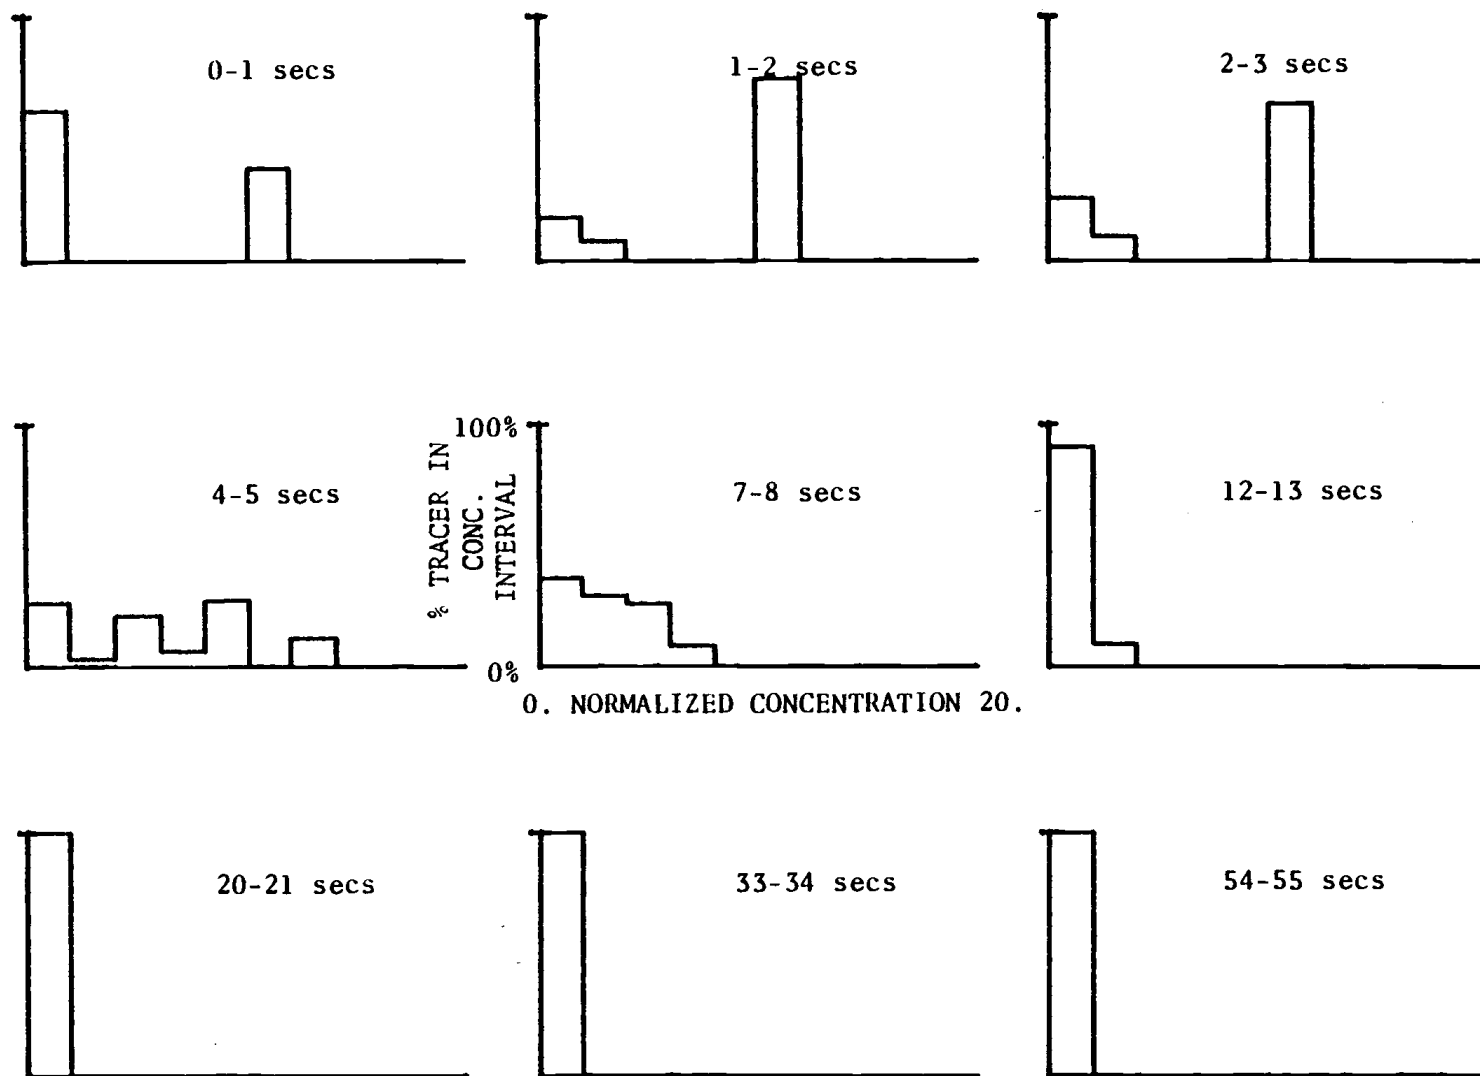 0-1 secs
1-2 secs
2-3 secs
4-5 secs
% TRACER IN
CONC.
INTERVAL
100%
0%
7-8 secs
0. NORMALIZED CONCENTRATION 20.
12-13 secs
20-21 secs
33-34 secs
54-55 secs